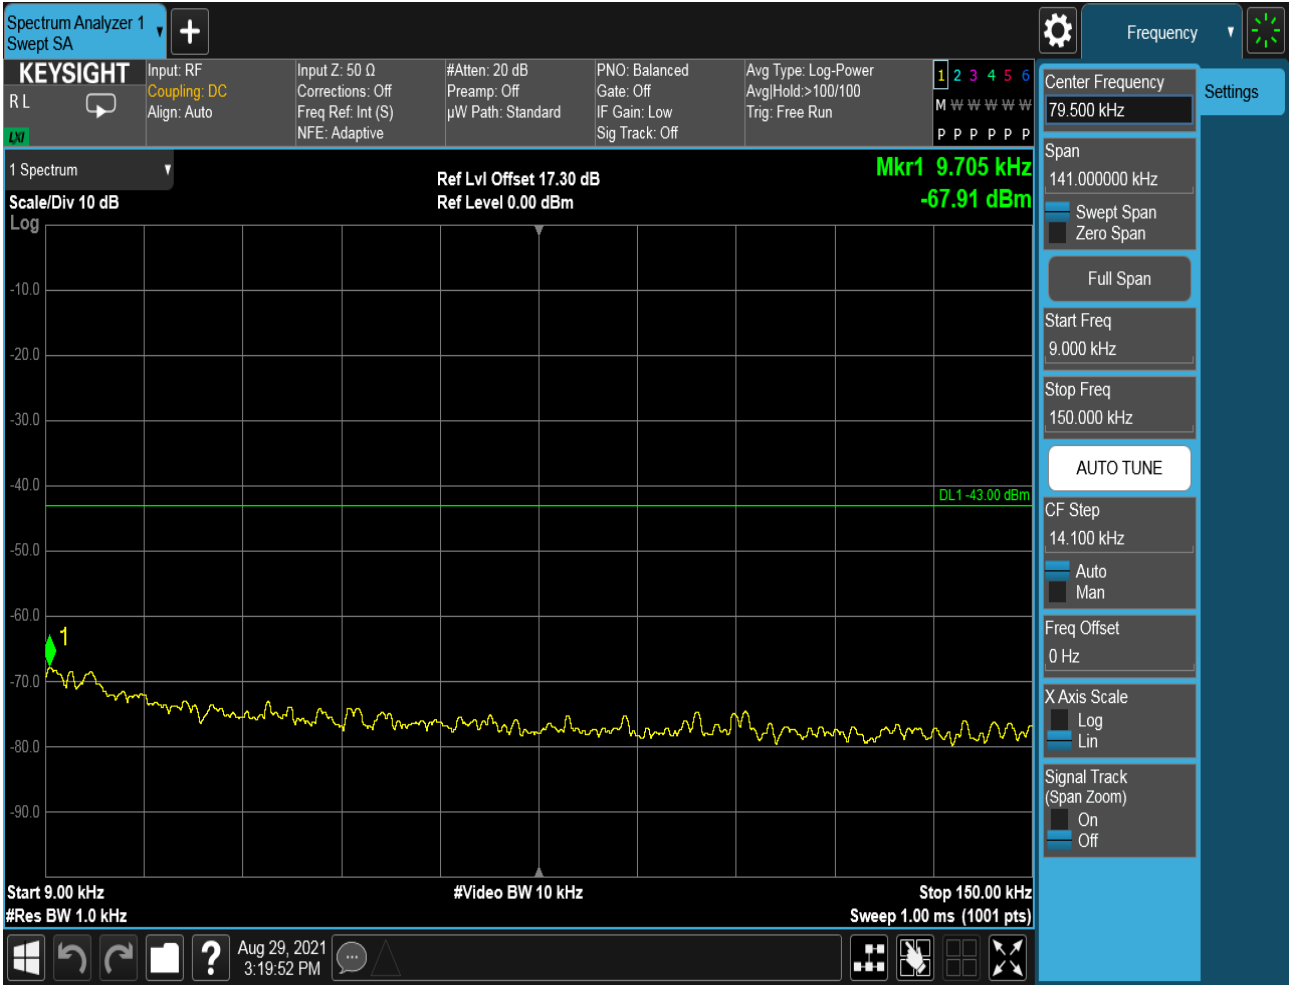 Spectrum Analyzer 1
Swept SA
Frequency
KEYSIGHT
R L
LXI
Input: RF
Coupling: DC
Align: Auto
Input Z: 50 Ω
Corrections: Off
Freq Ref: Int (S)
NFE: Adaptive
#Atten: 20 dB
Preamp: Off
µW Path: Standard
PNO: Balanced
Gate: Off
IF Gain: Low
Sig Track: Off
Avg Type: Log-Power
Avg|Hold:>100/100
Trig: Free Run
1 2 3 4 5 6
M W W W W W
P P P P P P
1 Spectrum
Scale/Div 10 dB
Log
Ref Lvl Offset 17.30 dB
Ref Level 0.00 dBm
Mkr1 9.705 kHz
-67.91 dBm
-10.0
-20.0
-30.0
-40.0
DL1 -43.00 dBm
-50.0
-60.0
1
-70.0
-80.0
-90.0
Start 9.00 kHz
#Res BW 1.0 kHz
#Video BW 10 kHz
Stop 150.00 kHz
Sweep 1.00 ms (1001 pts)
Center Frequency
79.500 kHz
Settings
Span
141.000000 kHz
Swept Span
Zero Span
Full Span
Start Freq
9.000 kHz
Stop Freq
150.000 kHz
AUTO TUNE
CF Step
14.100 kHz
Auto
Man
Freq Offset
0 Hz
X Axis Scale
Log
Lin
Signal Track
(Span Zoom)
On
Off
?
Aug 29, 2021
3:19:52 PM